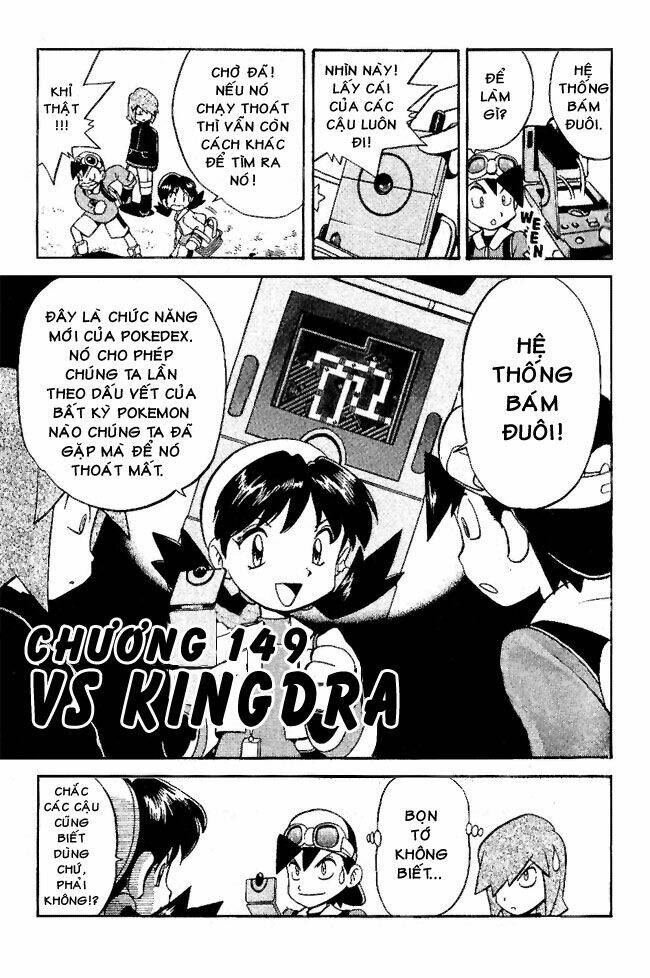 HỆ
THỐNG
BÁM
ĐUÔI.
ĐỂ
LÀM
GÌ?
WEEEN
NHÌN NÀY!
LẤY CÁI
CỦA CÁC
CẬU LUÔN
ĐI!
CHỜ ĐÃ!
NẾU NÓ
CHẠY THOÁT
THÌ VẪN CÒN
CÁCH KHÁC
ĐỂ TÌM RA
NÓ!
KHỈ
THẬT
!!!
HỆ
THỐNG
BÁM
ĐUÔI!
ĐÂY LÀ CHỨC NĂNG
MỚI CỦA POKEDEX.
NÓ CHO PHÉP
CHÚNG TA LẦN
THEO DẤU VẾT CỦA
BẤT KỲ POKEMON
NÀO CHÚNG TA ĐÃ
GẶP MÀ ĐỂ NÓ
THOÁT MẤT.
CHƯƠNG 149
VS KINGDRA
BỌN
TỚ
KHÔNG
BIẾT...
CHẮC
CÁC CẬU
CŨNG
BIẾT
DÙNG
CHỨ,
PHẢI
KHÔNG!?